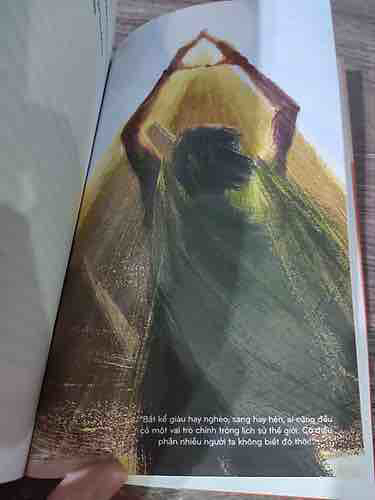 "Bất kể giàu hay nghèo, sang hay hèn, ai cũng đều
có một vai trò chính trong lịch sử thế giới. Có điều
phần nhiều người ta không biết đó thôi."